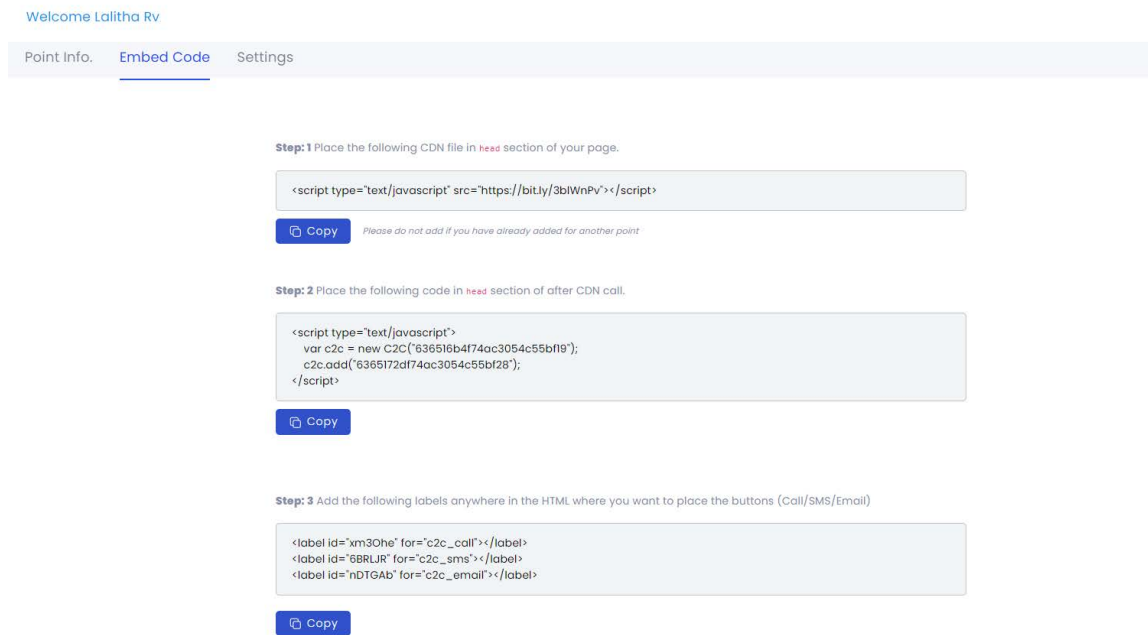 Welcome Lalitha Rv
Point Info. Embed Code Settings
Step: 1 Place the following CDN file in head section of your page.
<script type="text/javascript" src="https://bit.ly/3blWnPv"></script>
Copy Please do not add if you have already added for another point
Step: 2 Place the following code in head section of after CDN call.
<script type="text/javascript">
var c2c = new C2C("636516b4f74ac3054c55bf19");
c2c.add("6365172df74ac3054c55bf28");
</script>
Copy
Step: 3 Add the following labels anywhere in the HTML where you want to place the buttons (Call/SMS/Email)
<label id="xm3Ohe" for="c2c_call"></label>
<label id="6BRLJR" for="c2c_sms"></label>
<label id="nDTGAb" for="c2c_email"></label>
Copy